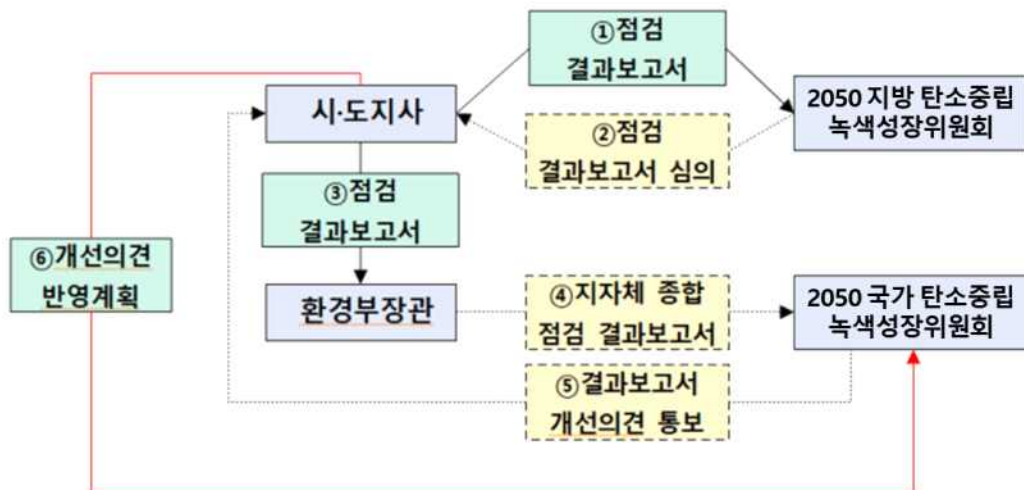 ①점검
결과보고서
시·도지사
2050 지방 탄소중립
녹색성장위원회
②점검
결과보고서 심의
③점검
결과보고서
⑥개선의견
반영계획
환경부장관
④지자체 종합
점검 결과보고서
2050 국가 탄소중립
녹색성장위원회
⑤결과보고서
개선의견 통보